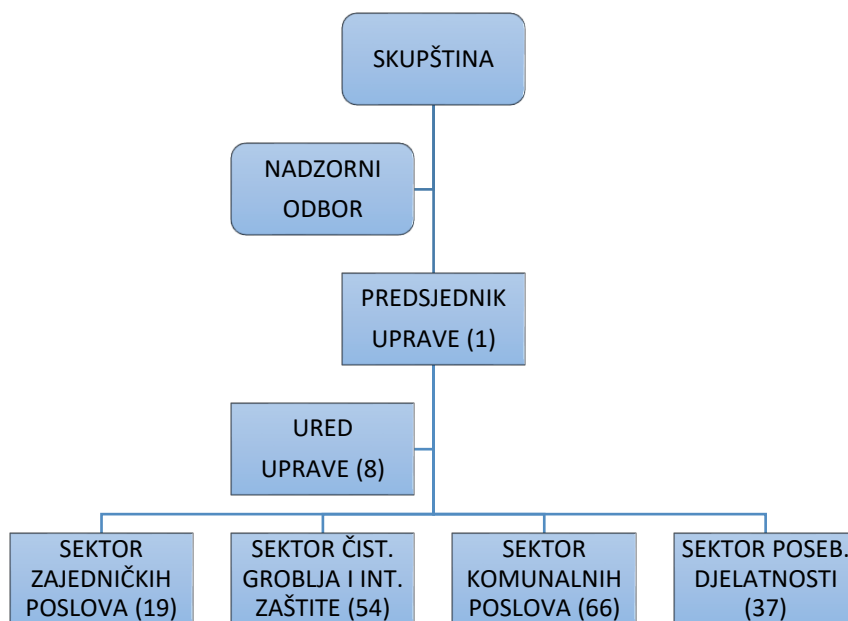 SKUPŠTINA
NADZORNI
ODBOR
PREDSJEDNIK
UPRAVE (1)
URED
UPRAVE (8)
SEKTOR
ZAJEDNIČKIH
POSLOVA (19)
SEKTOR ČIST.
GROBLJA I INT.
ZAŠTITE (54)
SEKTOR
KOMUNALNIH
POSLOVA (66)
SEKTOR POSEB.
DJELATNOSTI
(37)